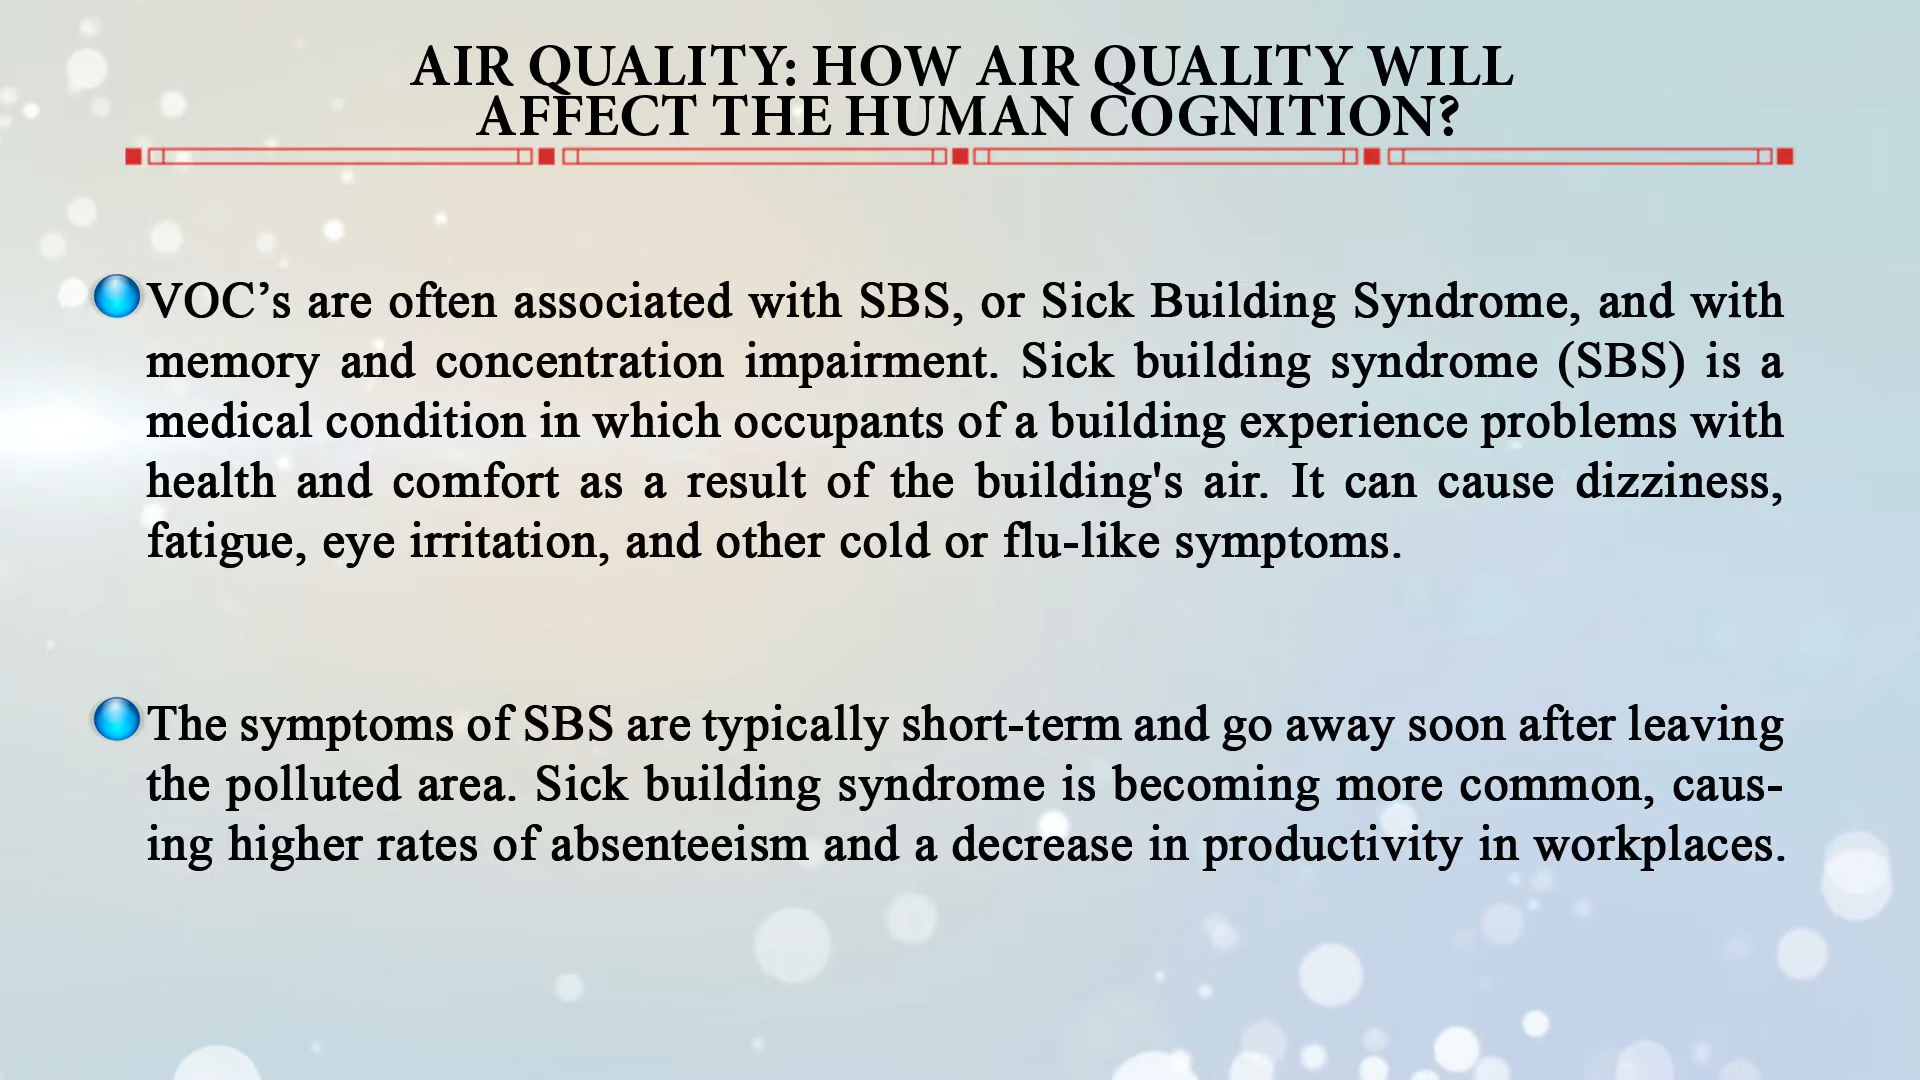 AIR QUALITY: HOW AIR QUALITY WILL
AFFECT THE HUMAN COGNITION?
VOC’s are often associated with SBS, or Sick Building Syndrome, and with
memory and concentration impairment. Sick building syndrome (SBS) is a
medical condition in which occupants of a building experience problems with
health and comfort as a result of the building's air. It can cause dizziness,
fatigue, eye irritation, and other cold or flu-like symptoms.
The symptoms of SBS are typically short-term and go away soon after leaving
the polluted area. Sick building syndrome is becoming more common, caus-
ing higher rates of absenteeism and a decrease in productivity in workplaces.